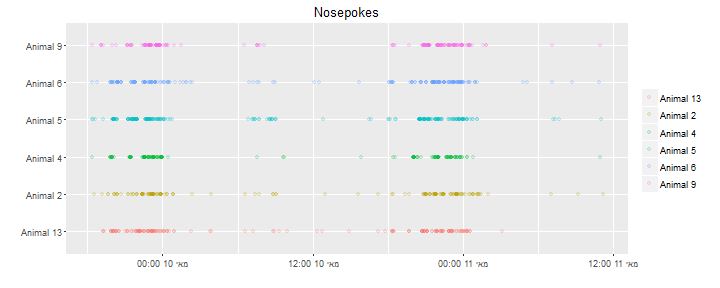 Nosepokes
Animal 9
Animal 6
Animal 5
Animal 4
Animal 2
Animal 13
00:00 10 מאי
12:00 10 מאי
00:00 11 מאי
12:00 11 מאי
Animal 13
Animal 2
Animal 4
Animal 5
Animal 6
Animal 9